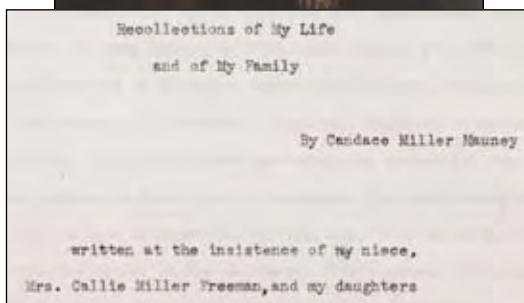 Recollections of My Life
and of My Family
By Candace Miller Mauney
written at the insistence of my niece,
Mrs. Callie Miller Freeman,and my daughters